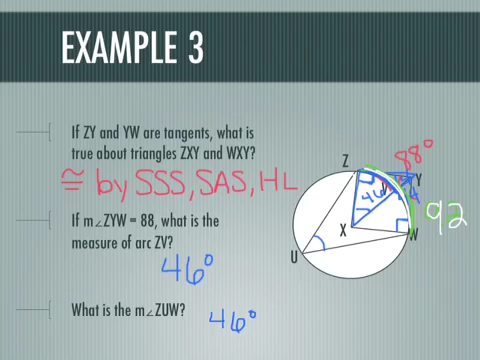 EXAMPLE 3
If ZY and YW are tangents, what is
true about triangles ZXY and WXY?
≅ by SSS, SAS, HL
If m∠ZYW = 88, what is the
measure of arc ZV?
46°
What is the m∠ZUW?
46°
Z
88°
Y
46
92
X
W
U